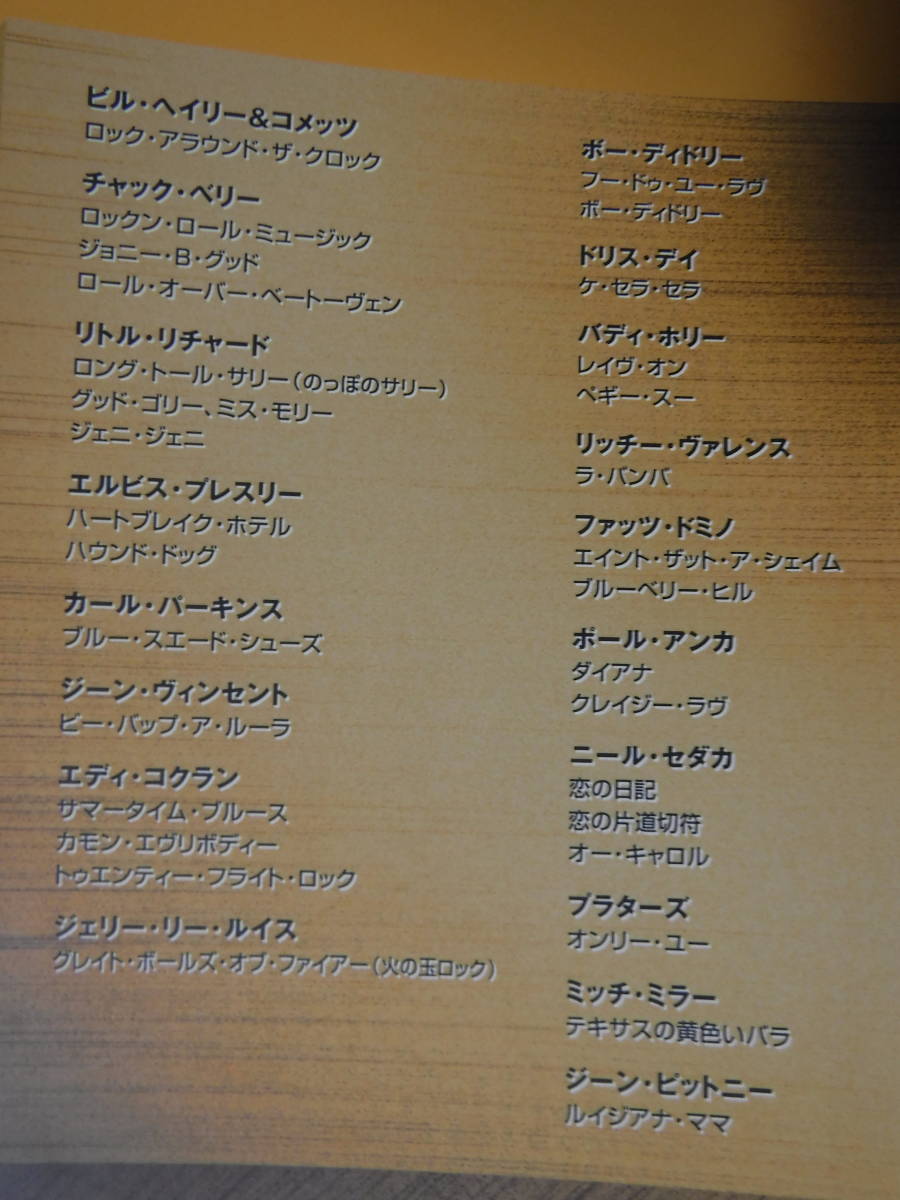 ビル・ヘイリー&コメッツ
ロック・アラウンド・ザ・クロック
チャック・ベリー
ロックン・ロール・ミュージック
ジョニー・B・グッド
ロール・オーバー・ベートーヴェン
リトル・リチャード
ロング・トール・サリー(のっぽのサリー)
グッド・ゴリー、ミス・モリー
ジェニ・ジェニ
エルビス・プレスリー
ハートブレイク・ホテル
ハウンド・ドッグ
カール・パーキンス
ブルー・スエード・シューズ
ジーン・ヴィンセント
ビー・バップ・ア・ルーラ
エディ・コクラン
サマータイム・ブルース
カモン・エヴリボディー
トゥエンティー・フライト・ロック
ジェリー・リー・ルイス
グレイト・ボールズ・オブ・ファイアー(火の玉ロック)
ボー・ディドリー
フー・ドゥ・ユー・ラヴ
ボー・ディドリー
ドリス・デイ
ケ・セラ・セラ
バディ・ホリー
レイヴ・オン
ペギー・スー
リッチー・ヴァレンス
ラ・バンバ
ファッツ・ドミノ
エイント・ザット・ア・シェイム
ブルーベリー・ヒル
ポール・アンカ
ダイアナ
クレイジー・ラヴ
ニール・セダカ
恋の日記
恋の片道切符
オー・キャロル
プラターズ
オンリー・ユー
ミッチ・ミラー
テキサスの黄色いバラ
ジーン・ピットニー
ルイジアナ・ママ